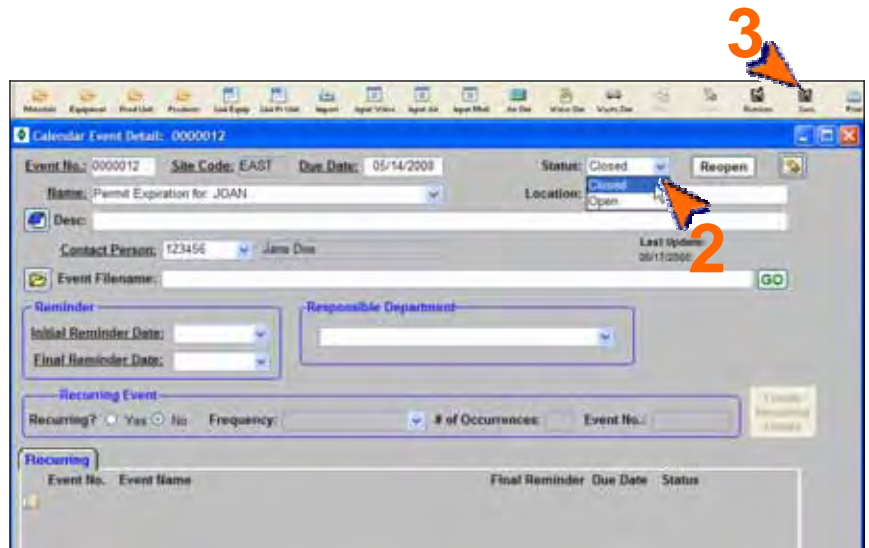 3
Calendar Event Detail: 0000012
Event No.: 0000012 Site Code: EAST Due Date: 05/14/2008 Status: Closed Reopen
Name: Permit Expiration for JOAN Location: Closed
Open
2
Desc:
Contact Person: 123456 Jane Doe Last Update:
Event Filename: GO
Reminder Responsible Department
Initial Reminder Date:
Final Reminder Date:
Recurring Event
Recurring? Yes No Frequency: # of Occurrences: Event No.:
Create
Recurring
Events
Recurring
Event No. Event Name Final Reminder Due Date Status